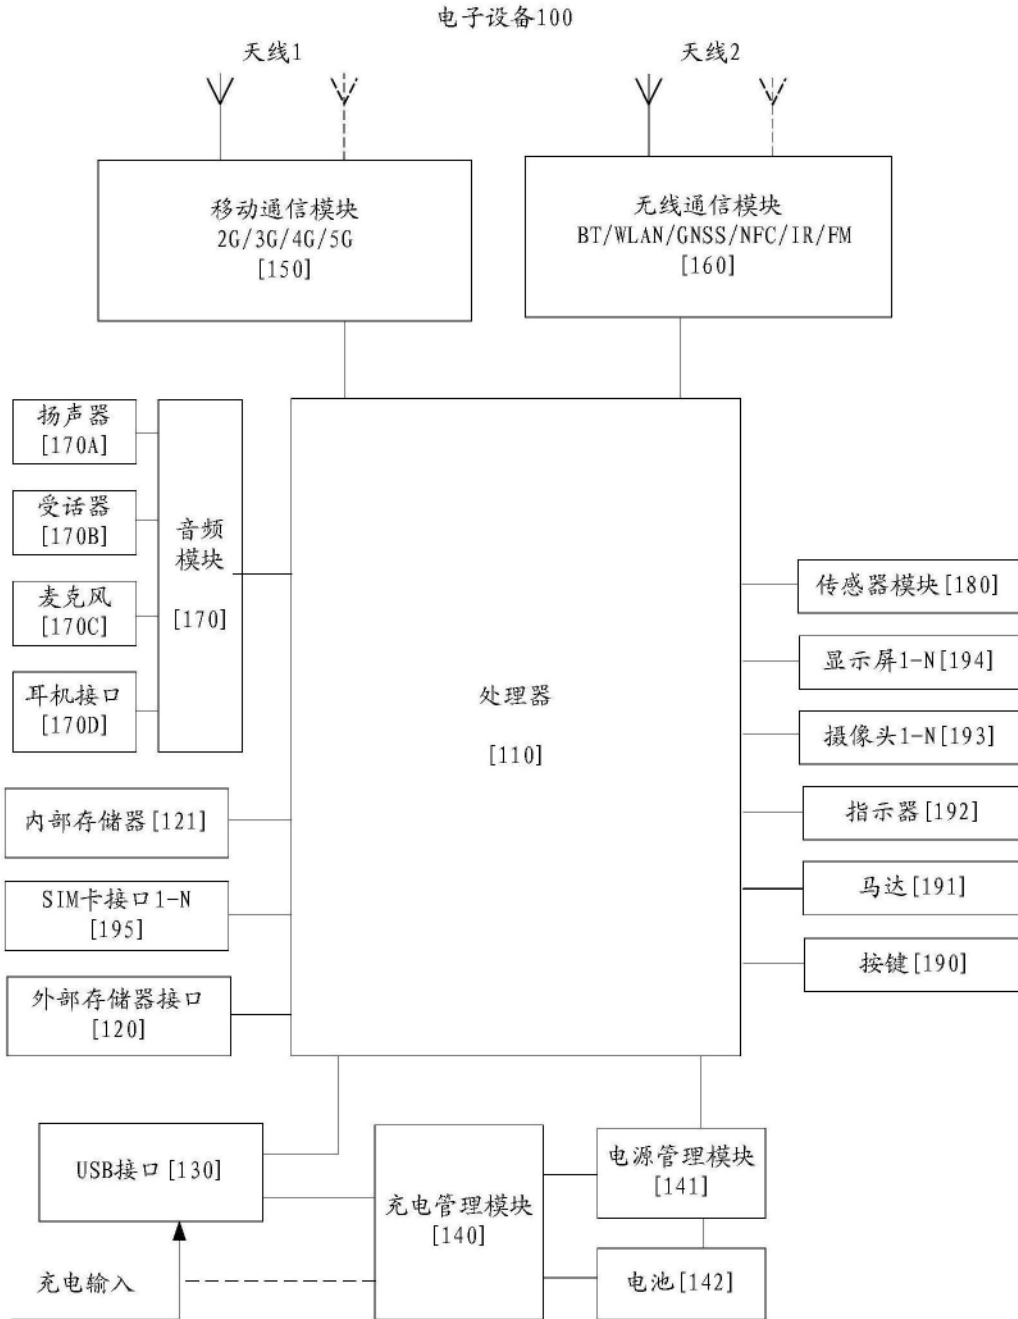 电子设备100
天线1
天线2
移动通信模块
2G/3G/4G/5G
[150]
无线通信模块
BT/WLAN/GNSS/NFC/IR/FM
[160]
扬声器
[170A]
受话器
[170B]
麦克风
[170C]
耳机接口
[170D]
音频
模块
[170]
处理器
[110]
传感器模块[180]
显示屏1-N[194]
摄像头1-N[193]
指示器[192]
马达[191]
按键[190]
内部存储器[121]
SIM卡接口1-N
[195]
外部存储器接口
[120]
USB接口[130]
充电管理模块
[140]
电源管理模块
[141]
电池[142]
充电输入